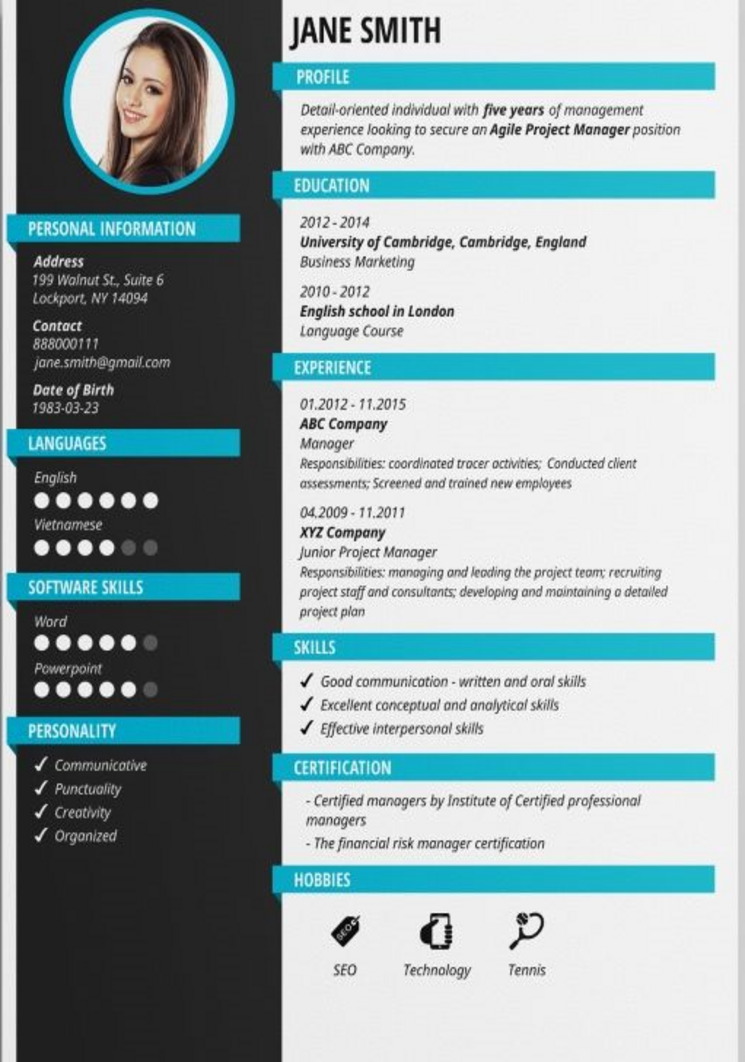 JANE SMITH
PERSONAL INFORMATION
Address
199 Walnut St., Suite 6
Lockport, NY 14094
Contact
888000111
jane.smith@gmail.com
Date of Birth
1983-03-23
LANGUAGES
English
Vietnamese
SOFTWARE SKILLS
Word
Powerpoint
PERSONALITY
✓ Communicative
✓ Punctuality
✓ Creativity
✓ Organized
PROFILE
Detail-oriented individual with five years of management
experience looking to secure an Agile Project Manager position
with ABC Company.
EDUCATION
2012 - 2014
University of Cambridge, Cambridge, England
Business Marketing
2010 - 2012
English school in London
Language Course
EXPERIENCE
01.2012 - 11.2015
ABC Company
Manager
Responsibilities: coordinated tracer activities; Conducted client
assessments; Screened and trained new employees
04.2009 - 11.2011
XYZ Company
Junior Project Manager
Responsibilities: managing and leading the project team; recruiting
project staff and consultants; developing and maintaining a detailed
project plan
SKILLS
✓ Good communication - written and oral skills
✓ Excellent conceptual and analytical skills
✓ Effective interpersonal skills
CERTIFICATION
- Certified managers by Institute of Certified professional
managers
- The financial risk manager certification
HOBBIES
SEO
SEO
Technology
Tennis